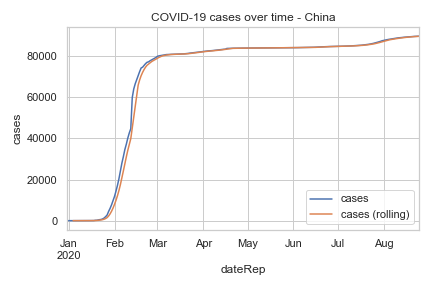 COVID-19 cases over time - China
80000
60000
40000
20000
0
cases
cases
cases (rolling)
Jan Feb Mar Apr May Jun Jul Aug
2020
dateRep